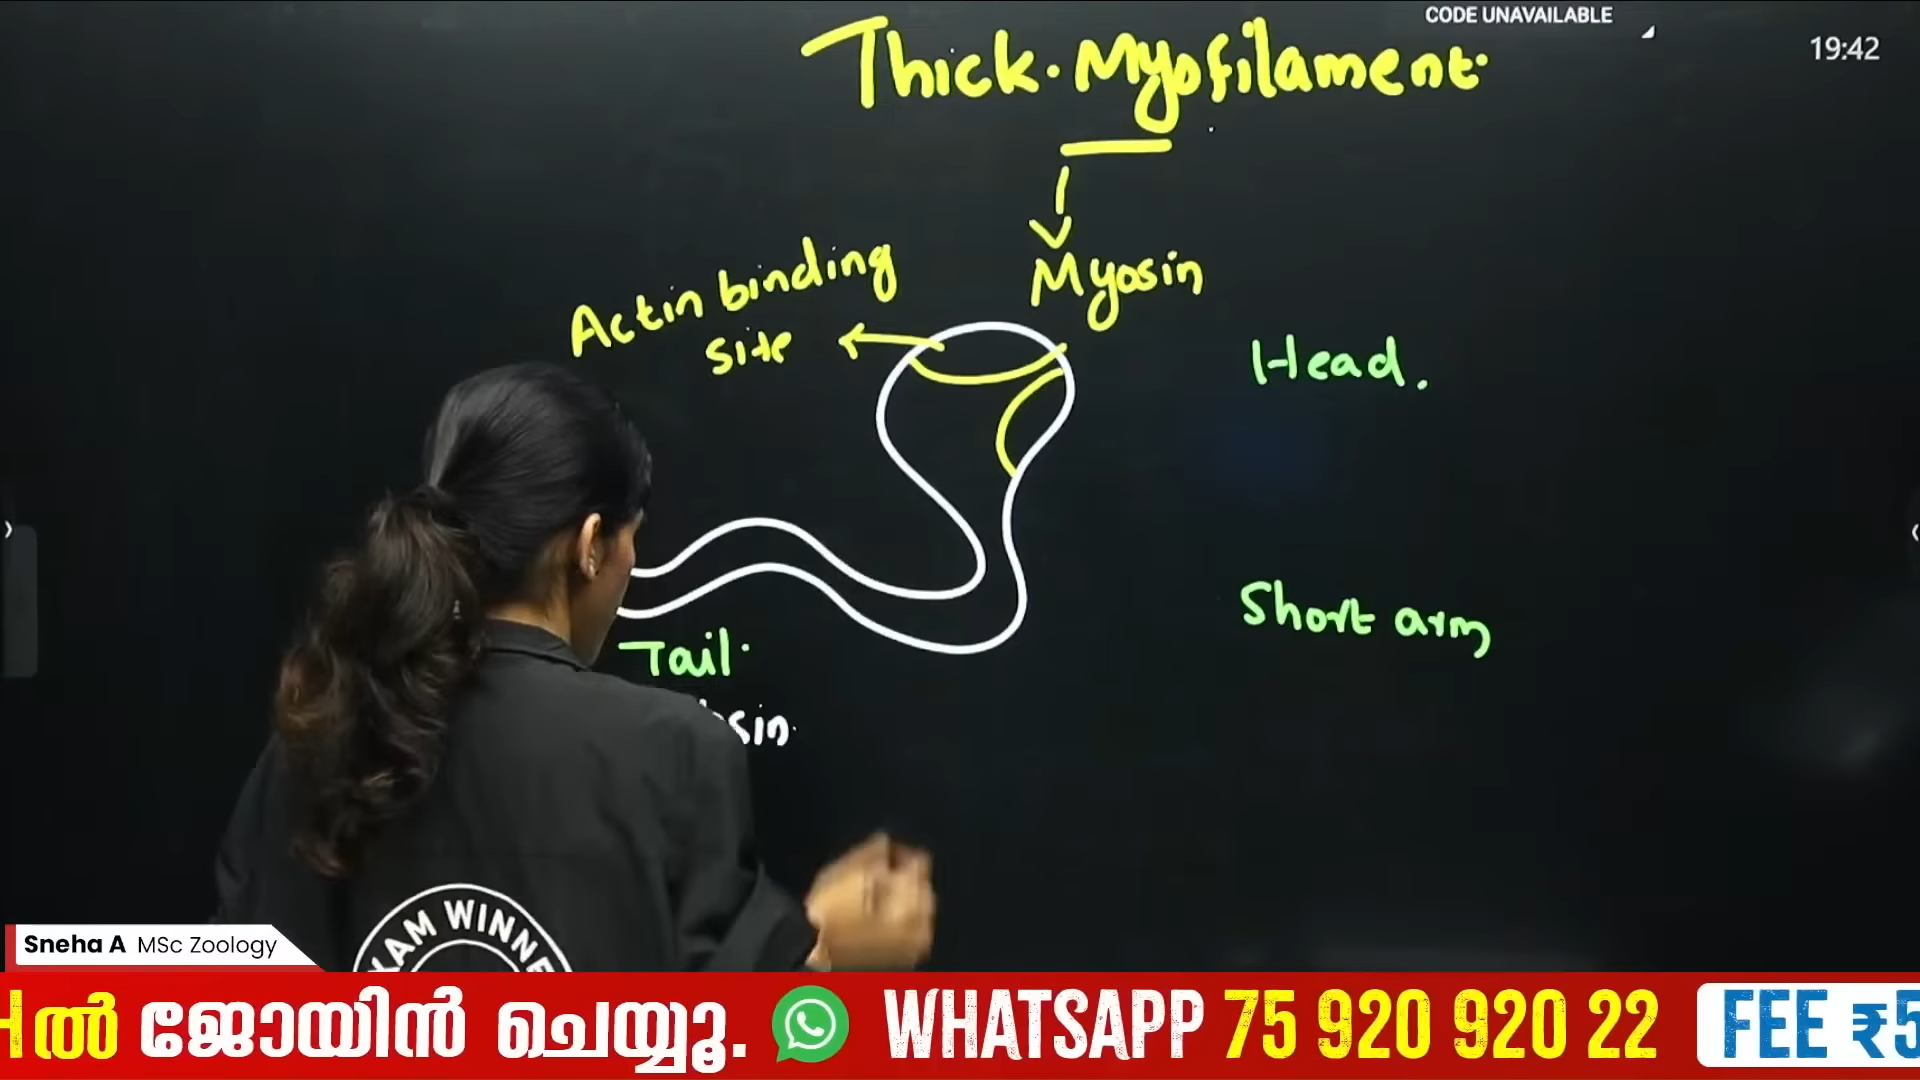 CODE UNAVAILABLE
19:42
Thick. Myofilament.
Myosin
Actin binding
site
Head.
Short arm
Tail.
Sneha A MSc Zoology
ൽ ജോയിൻ ചെയ്യൂ. WHATSAPP 75 920 920 22 FEE ₹5